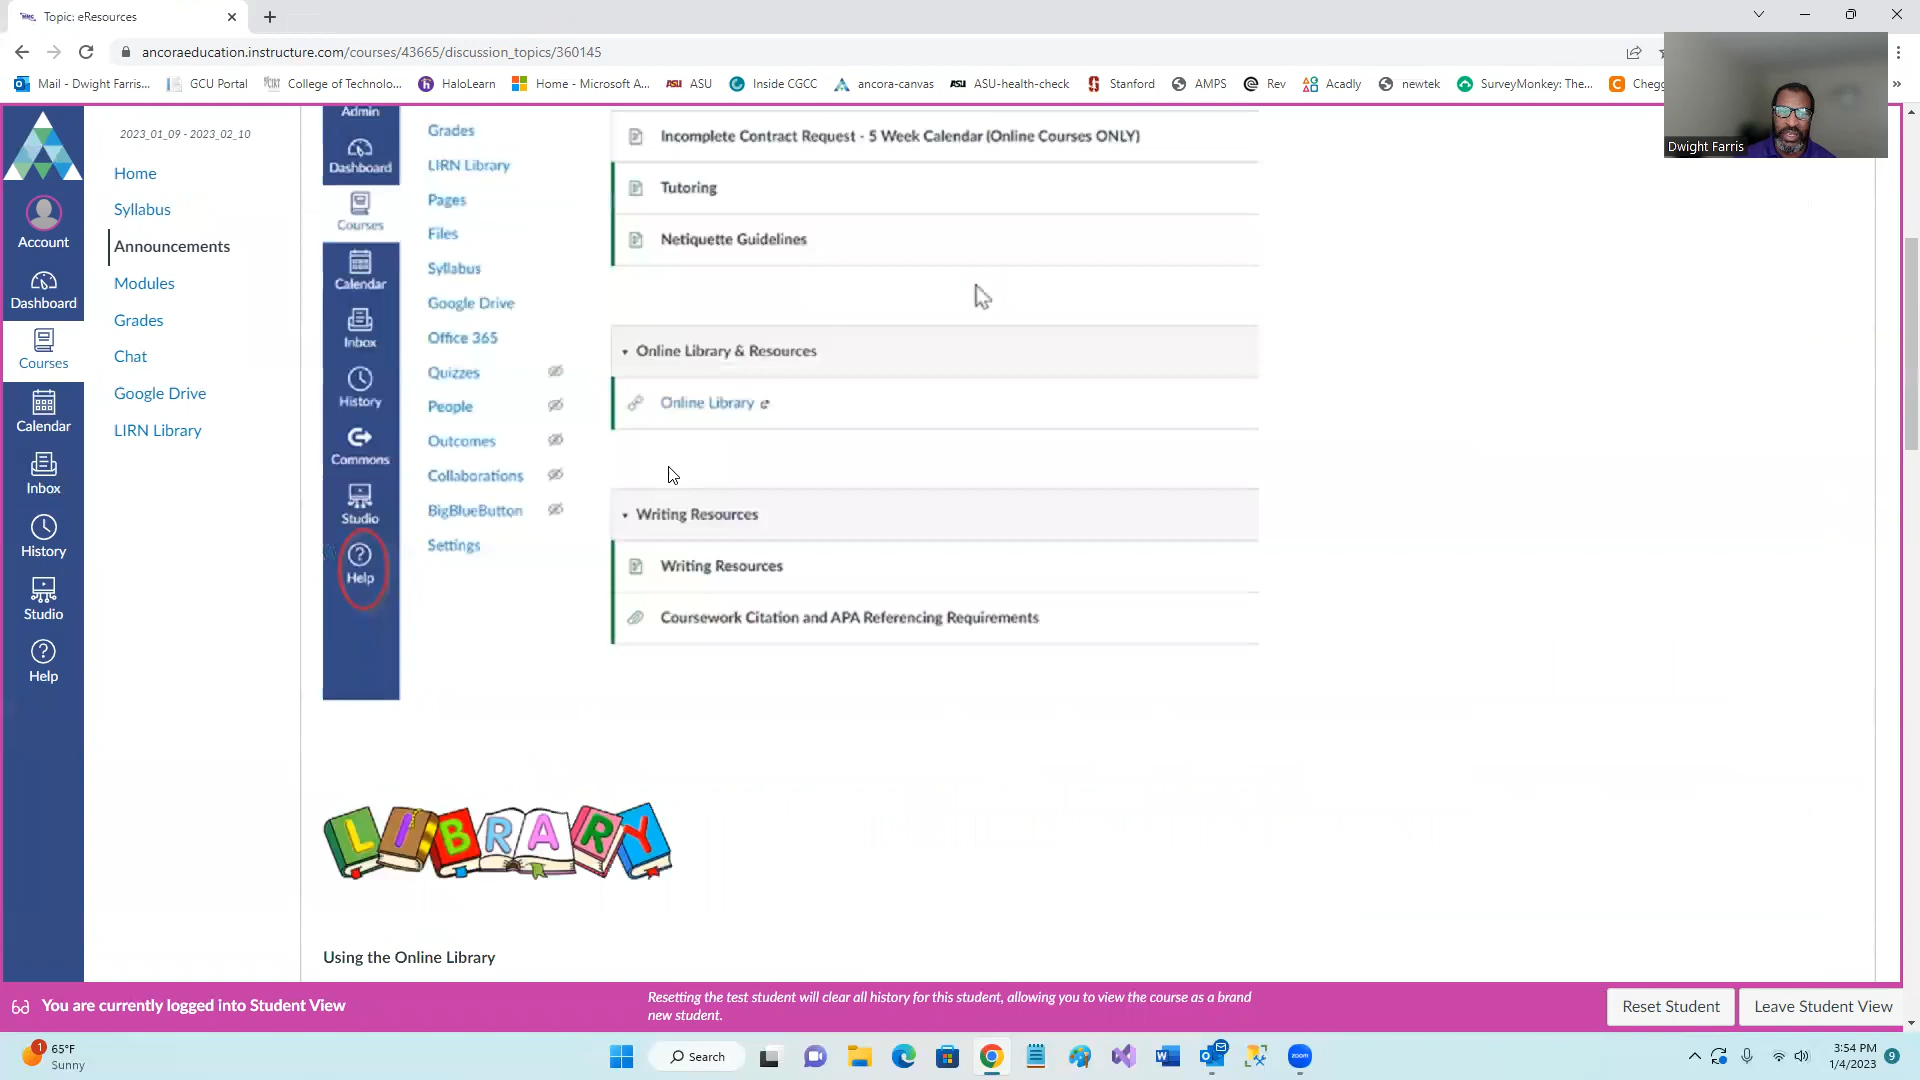 Topic: eResources
ancoraeducation.instructure.com/courses/43665/discussion_topics/360145
Mail - Dwight Farris...
GCU Portal
College of Technolo...
HaloLearn
Home - Microsoft A...
ASU
ASU
Inside CGCC
ancora-canvas
ASU
ASU-health-check
Stanford
AMPS
Rev
Acadly
newtek
SurveyMonkey: The...
Chegg
Dwight Farris
Account
Dashboard
Courses
Calendar
Inbox
History
Studio
Help
2023_01_09 - 2023_02_10
Home
Syllabus
Announcements
Modules
Grades
Chat
Google Drive
LIRN Library
Admin
Dashboard
Courses
Calendar
Inbox
History
Commons
Studio
Help
Grades
LIRN Library
Pages
Files
Syllabus
Google Drive
Office 365
Quizzes
People
Outcomes
Collaborations
BigBlueButton
Settings
Incomplete Contract Request - 5 Week Calendar (Online Courses ONLY)
Tutoring
Netiquette Guidelines
Online Library & Resources
Online Library
Writing Resources
Writing Resources
Coursework Citation and APA Referencing Requirements
LIBRARY
Using the Online Library
You are currently logged into Student View
Resetting the test student will clear all history for this student, allowing you to view the course as a brand
new student.
Reset Student
Leave Student View
1
65°F
Sunny
Search
zoom
3:54 PM
1/4/2023
9